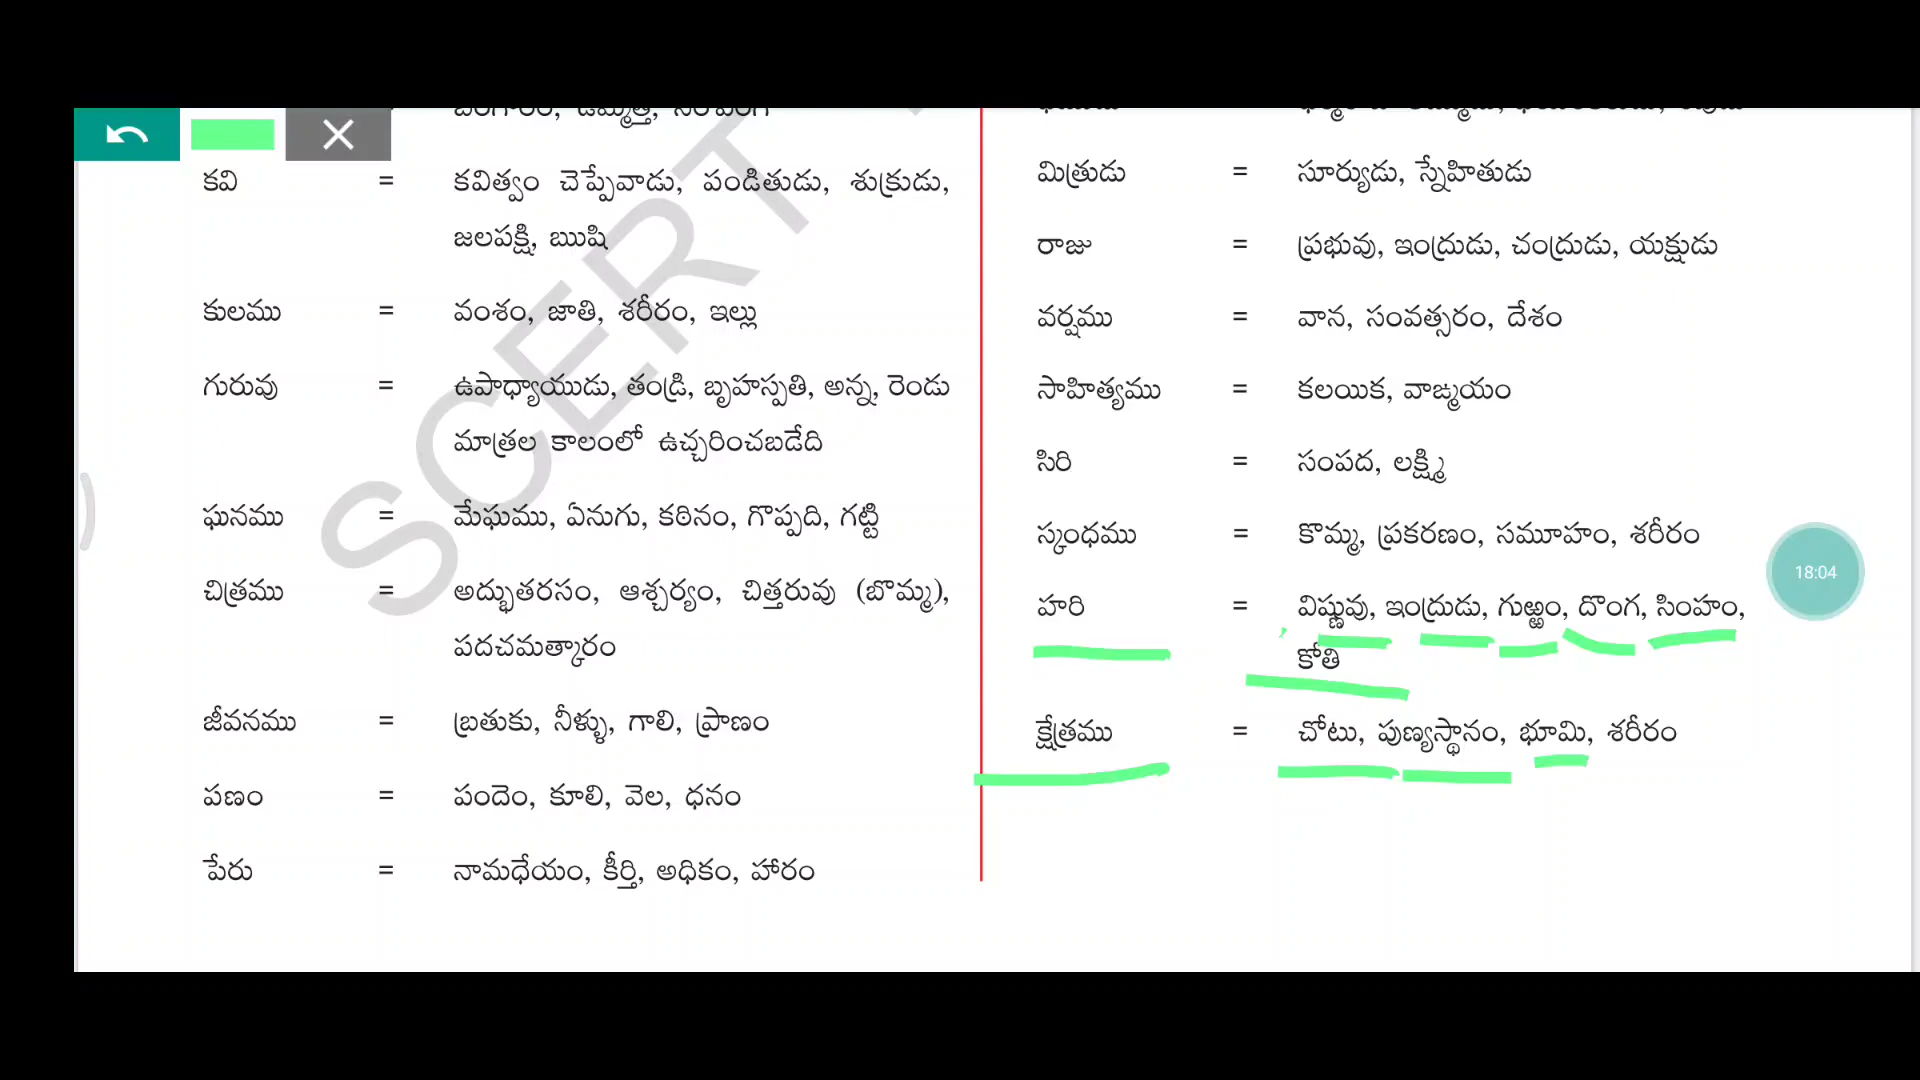 కవి = కవిత్వం చెప్పేవాడు, పండితుడు, శుక్రుడు,
జలపక్షి, ఋషి
కులము = వంశం, జాతి, శరీరం, ఇల్లు
గురువు = ఉపాధ్యాయుడు, తండ్రి, బృహస్పతి, అన్న, రెండు
మాత్రల కాలంలో ఉచ్చరించబడేది
ఘనము = మేఘము, ఏనుగు, కఠినం, గొప్పది, గట్టి
చిత్రము = అద్భుతరసం, ఆశ్చర్యం, చిత్తరువు (బొమ్మ),
పదచమత్కారం
జీవనము = బ్రతుకు, నీళ్ళు, గాలి, ప్రాణం
పణం = పందెం, కూలి, వెల, ధనం
పేరు = నామధేయం, కీర్తి, అధికం, హారం
మిత్రుడు = సూర్యుడు, స్నేహితుడు
రాజు = ప్రభువు, ఇంద్రుడు, చంద్రుడు, యక్షుడు
వర్షము = వాన, సంవత్సరం, దేశం
సాహిత్యము = కలయిక, వాఙ్మయం
సిరి = సంపద, లక్ష్మి
స్కంధము = కొమ్మ, ప్రకరణం, సమూహం, శరీరం
హరి = విష్ణువు, ఇంద్రుడు, గుఱ్ఱం, దొంగ, సింహం,
కోతి
క్షేత్రము = చోటు, పుణ్యస్థానం, భూమి, శరీరం
SCERT
18:04